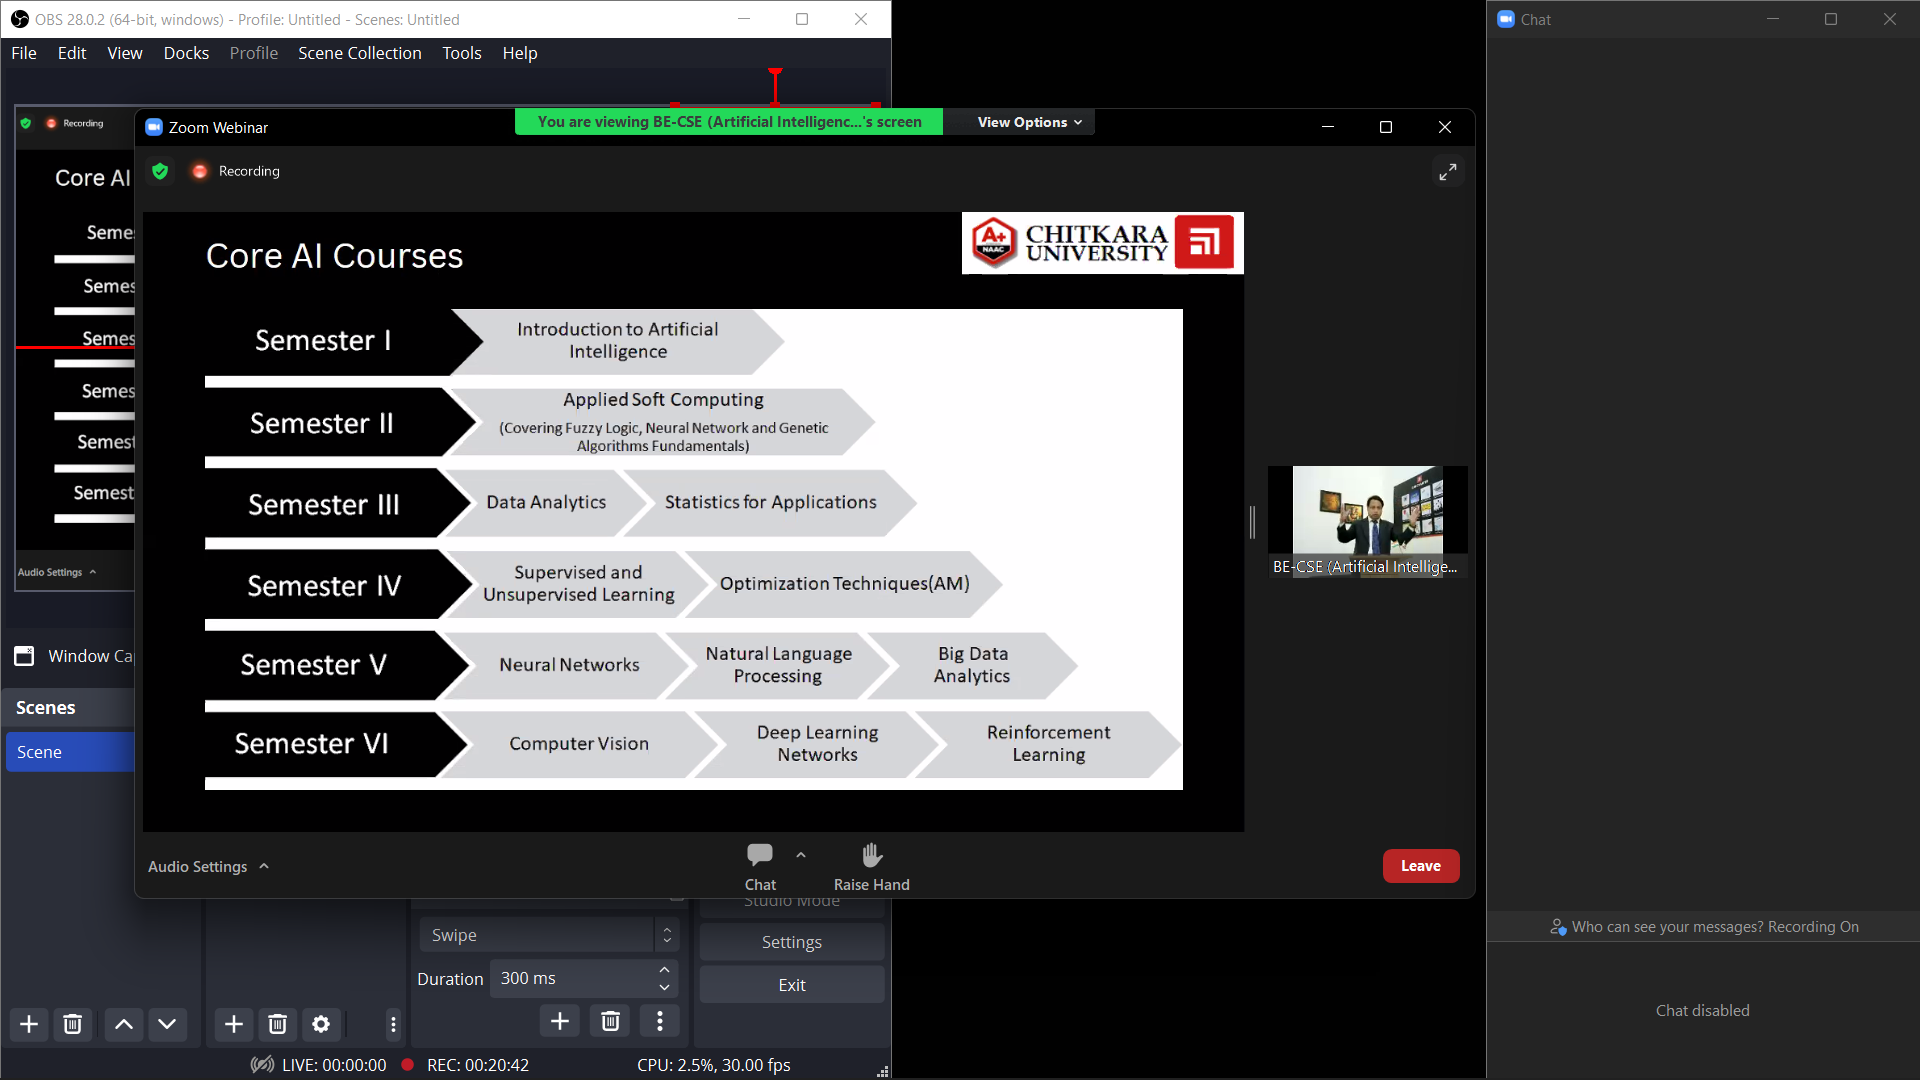 OBS 28.0.2 (64-bit, windows) - Profile: Untitled - Scenes: Untitled
File Edit View Docks Profile Scene Collection Tools Help
Recording
Core AI
Semes
Semes
Semes
Semes
Semest
Semest
Audio Settings
Window Cap
Scenes
Scene
Zoom Webinar
You are viewing BE-CSE (Artificial Intelligenc...'s screen
View Options
Recording
Core AI Courses
A+
NAAC
CHITKARA
UNIVERSITY
Semester I
Introduction to Artificial
Intelligence
Semester II
Applied Soft Computing
(Covering Fuzzy Logic, Neural Network and Genetic
Algorithms Fundamentals)
Semester III
Data Analytics
Statistics for Applications
Semester IV
Supervised and
Unsupervised Learning
Optimization Techniques(AM)
Semester V
Neural Networks
Natural Language
Processing
Big Data
Analytics
Semester VI
Computer Vision
Deep Learning
Networks
Reinforcement
Learning
BE-CSE (Artificial Intellige...
Audio Settings
Chat
Raise Hand
Leave
Studio Mode
Swipe
Settings
Duration 300 ms
Exit
LIVE: 00:00:00 REC: 00:20:42 CPU: 2.5%, 30.00 fps
Chat
Who can see your messages? Recording On
Chat disabled